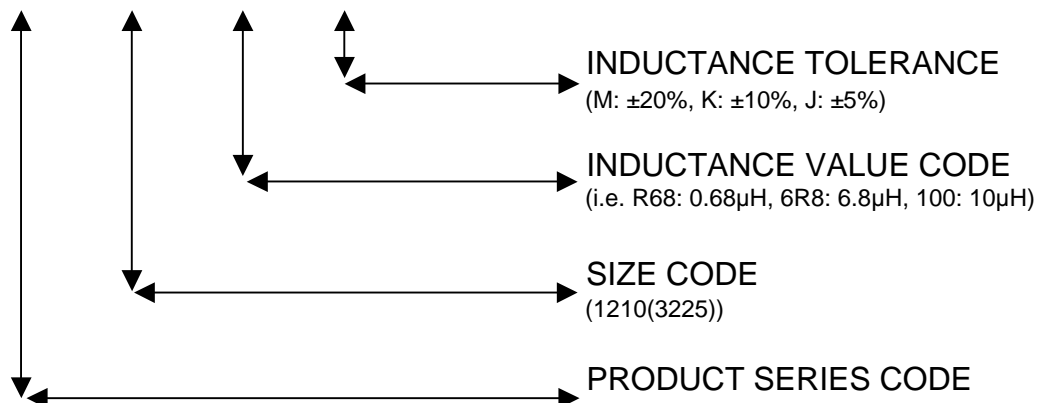 INDUCTANCE TOLERANCE
(M: ±20%, K: ±10%, J: ±5%)
INDUCTANCE VALUE CODE
(i.e. R68: 0.68µH, 6R8: 6.8µH, 100: 10µH)
SIZE CODE
(1210(3225))
PRODUCT SERIES CODE